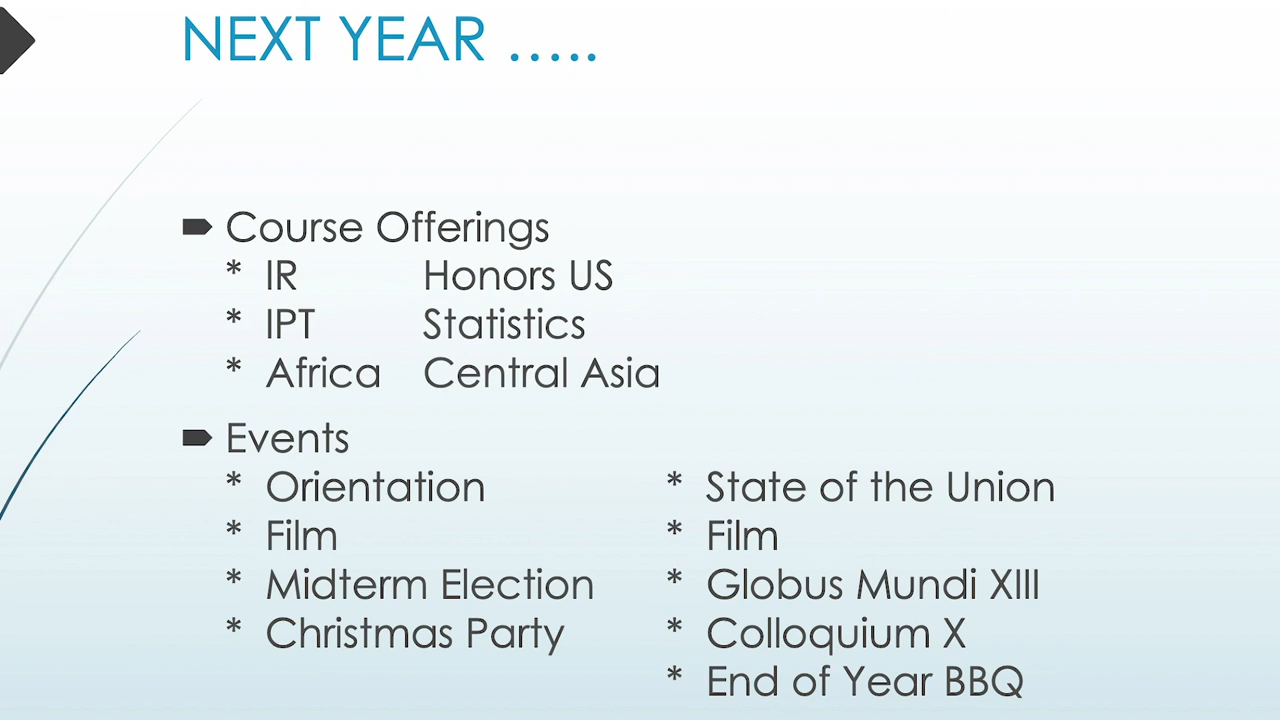 NEXT YEAR …..
Course Offerings
* IR Honors US
* IPT Statistics
* Africa Central Asia
Events
* Orientation * State of the Union
* Film * Film
* Midterm Election * Globus Mundi XIII
* Christmas Party * Colloquium X
* End of Year BBQ